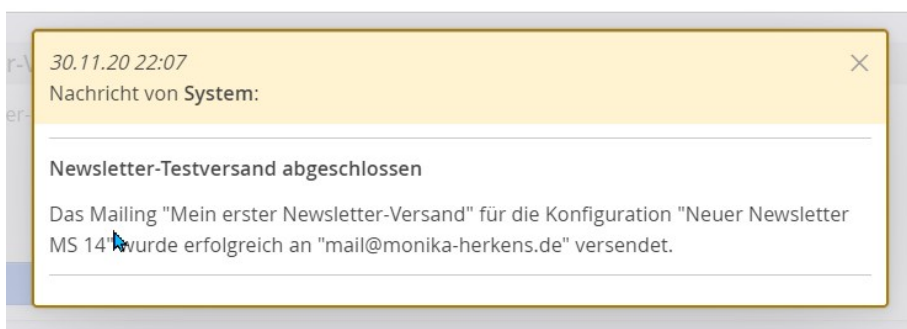 30.11.20 22:07
Nachricht von System:
Newsletter-Testversand abgeschlossen
Das Mailing "Mein erster Newsletter-Versand" für die Konfiguration "Neuer Newsletter
MS 14" wurde erfolgreich an "mail@monika-herkens.de" versendet.